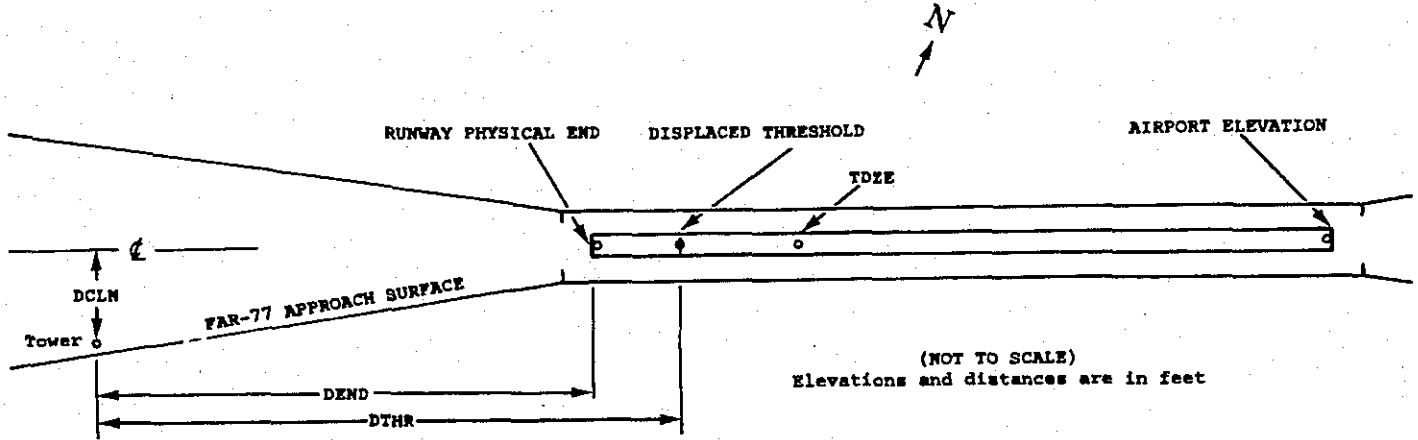 N
RUNWAY PHYSICAL END
DISPLACED THRESHOLD
AIRPORT ELEVATION
TDZE
℄
DCLN
FAR-77 APPROACH SURFACE
Tower
(NOT TO SCALE)
Elevations and distances are in feet
DEND
DTHR